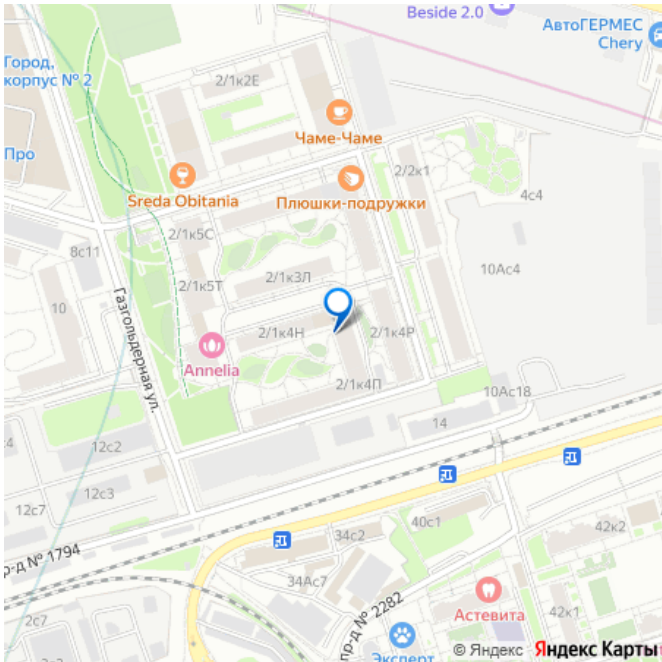 Beside 2.0
АвтоГЕРМЕС
Chery
Город,
корпус № 2
2/1к2Е
Чаме-Чаме
Про
2/2к1
Sreda Obitania
Плюшки-подружки
4с4
2/1к5С
8с11
10Ас4
2/1к3Л
2/1к5Т
10
Газгольдерная ул.
2/1к4Н
2/1к4Р
Annelia
2/1к4П
10Ас18
14
12с2
12с3
12с7
40с1
42к2
34с2
р-д № 1794
34Ас7
пр-д № 2282
Астевита
42к1
2с7
2с8
Эксперт
© Яндекс Яндекс Карты